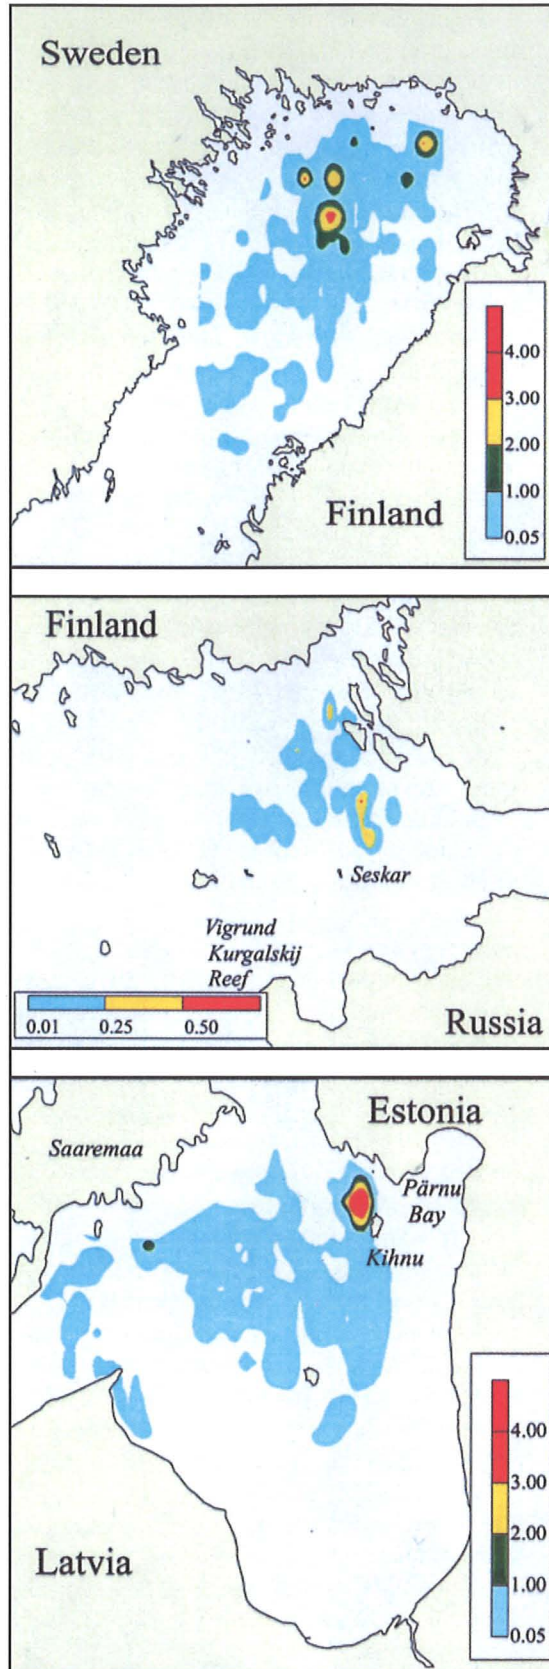 Sweden
4.00
3.00
2.00
1.00
0.05
Finland
Finland
Seskar
Vigrund
Kurgalskij
Reef
0.01 0.25 0.50
Russia
Estonia
Saaremaa
Pärnu
Bay
Kihnu
4.00
3.00
2.00
1.00
0.05
Latvia